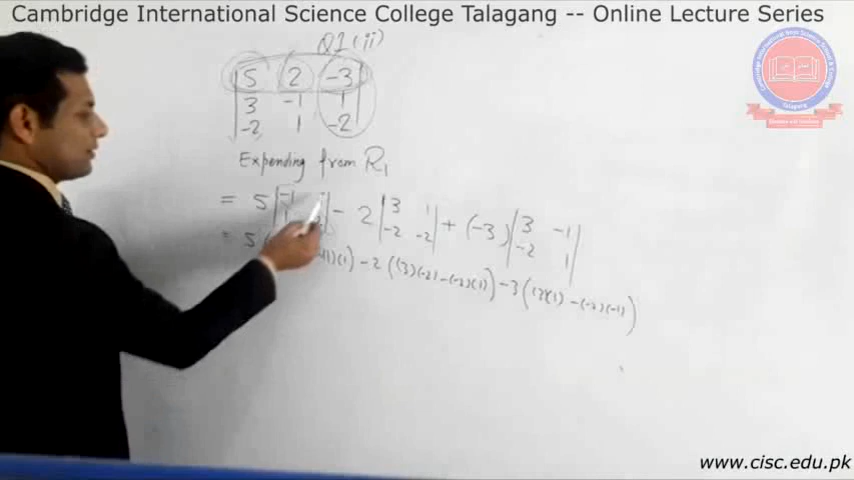 Cambridge International Science College Talagang -- Online Lecture Series
Q1 (ii)
|5 2 -3|
|3 -1 1|
|-2 1 -2|
Expending from R1
= 5 |-1 | - 2 |3 1| + (-3) |3 -1|
|-2 -2| |-2 1|
= 5 (1)(1) - 2 ((3)(-2) - (-2)(1)) - 3 ((3)(1) - (-2)(-1))
Talagang
www.cisc.edu.pk